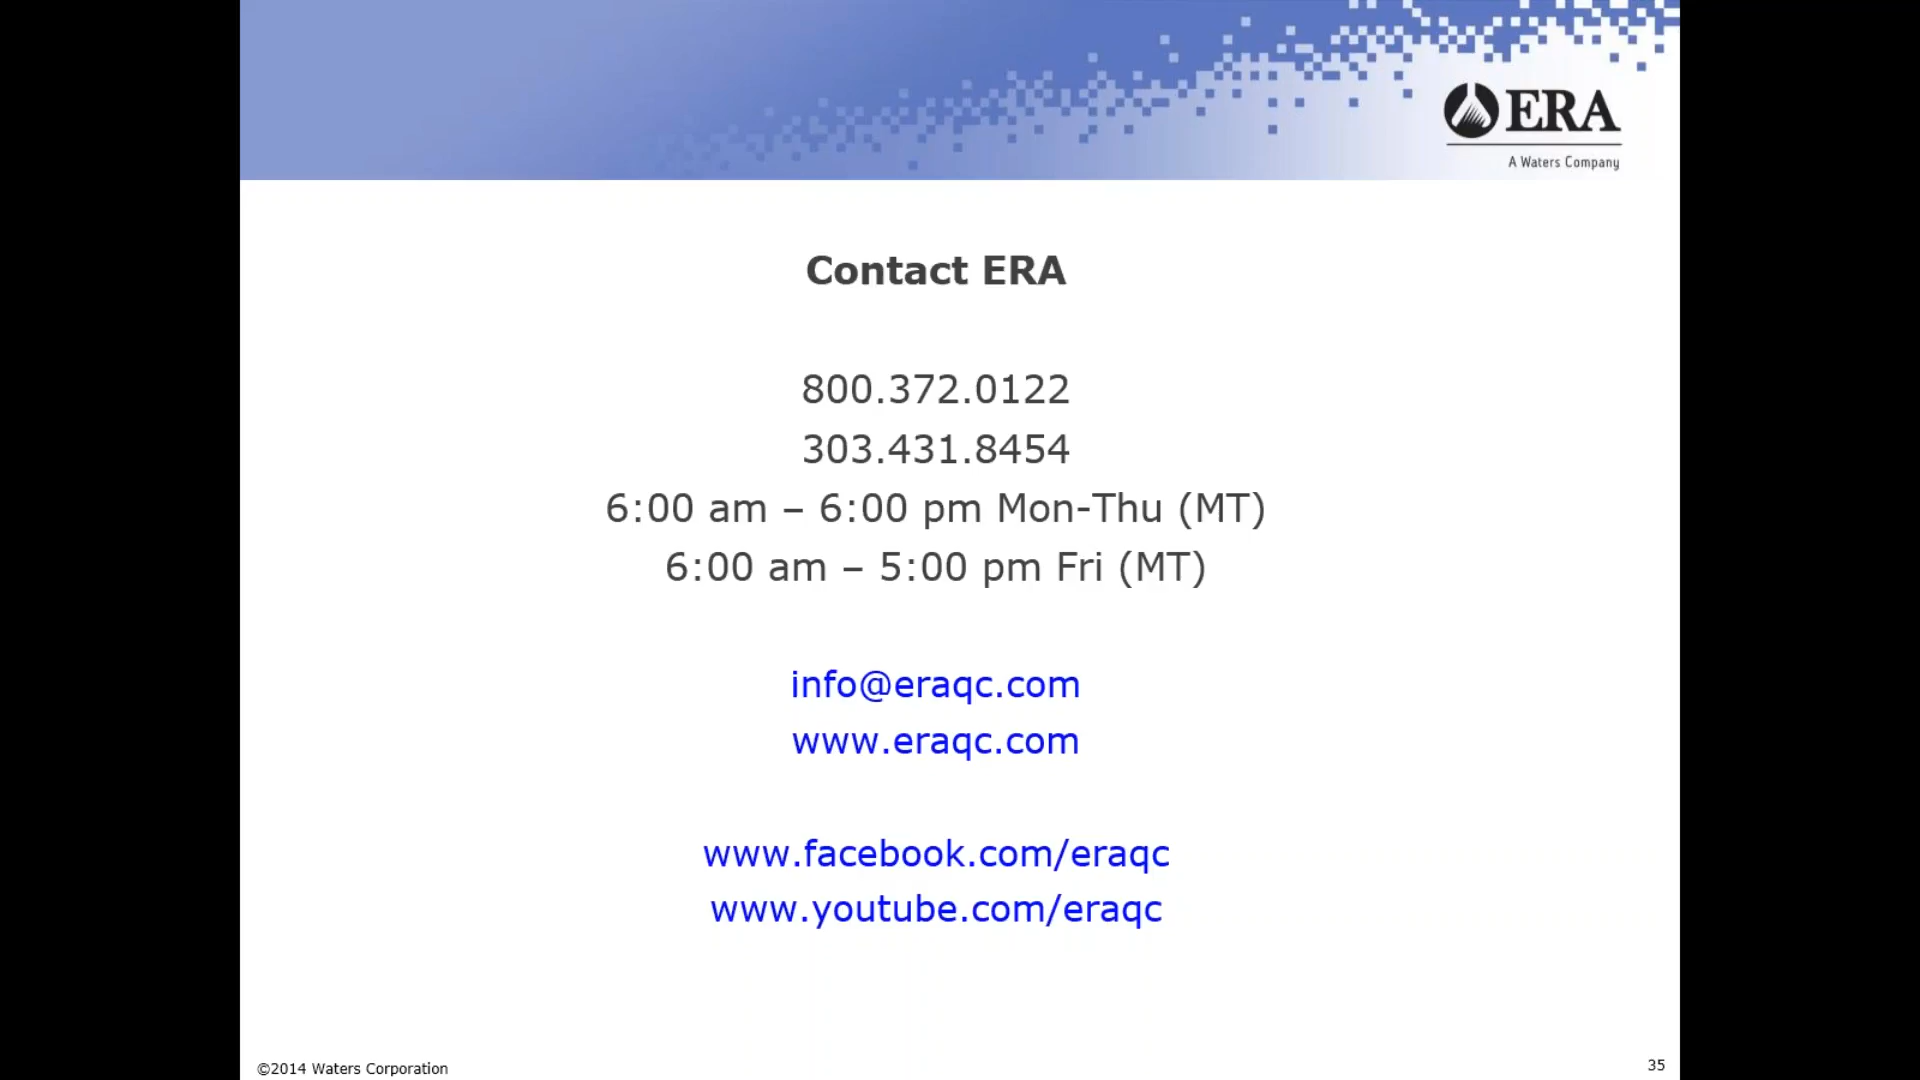 ERA
A Waters Company
Contact ERA
800.372.0122
303.431.8454
6:00 am – 6:00 pm Mon-Thu (MT)
6:00 am – 5:00 pm Fri (MT)
info@eraqc.com
www.eraqc.com
www.facebook.com/eraqc
www.youtube.com/eraqc
©2014 Waters Corporation
35